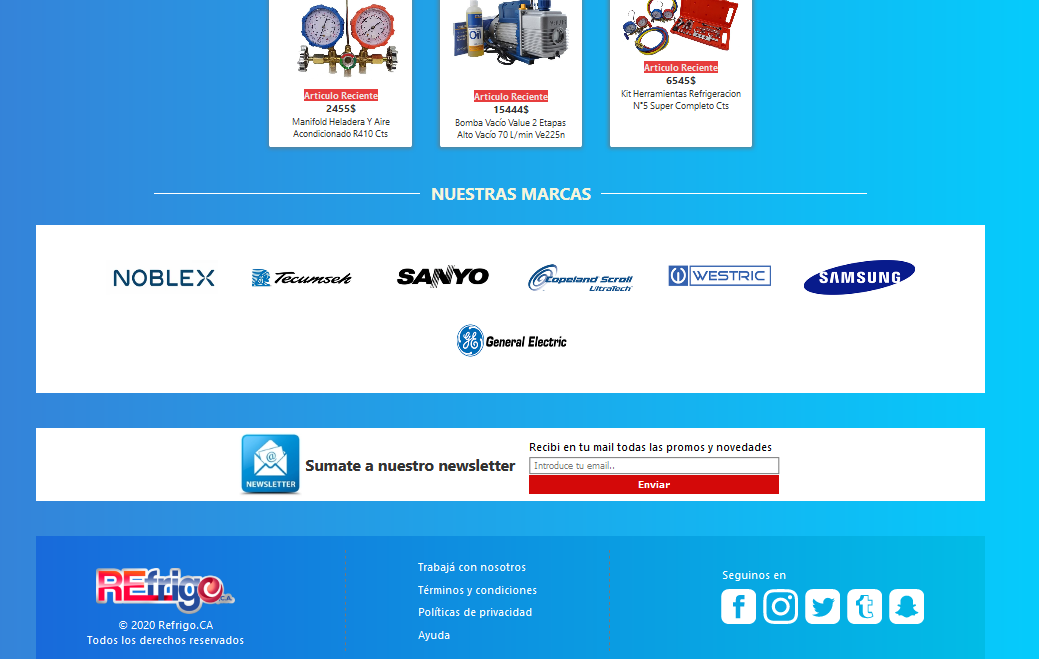 Oil
Articulo Reciente
2455$
Manifold Heladera Y Aire
Acondicionado R410 Cts
Articulo Reciente
15444$
Bomba Vacío Value 2 Etapas
Alto Vacío 70 L/min Ve225n
Articulo Reciente
6545$
Kit Herramientas Refrigeracion
N°5 Super Completo Cts
NUESTRAS MARCAS
NOBLEX
Tecumseh
SANYO
Copeland Scroll
UltraTech
WESTRIC
SAMSUNG
GE General Electric
NEWSLETTER
Sumate a nuestro newsletter
Recibi en tu mail todas las promos y novedades
Introduce tu email..
Enviar
REfrigo C.A.
© 2020 Refrigo.CA
Todos los derechos reservados
Trabajá con nosotros
Términos y condiciones
Políticas de privacidad
Ayuda
Seguinos en